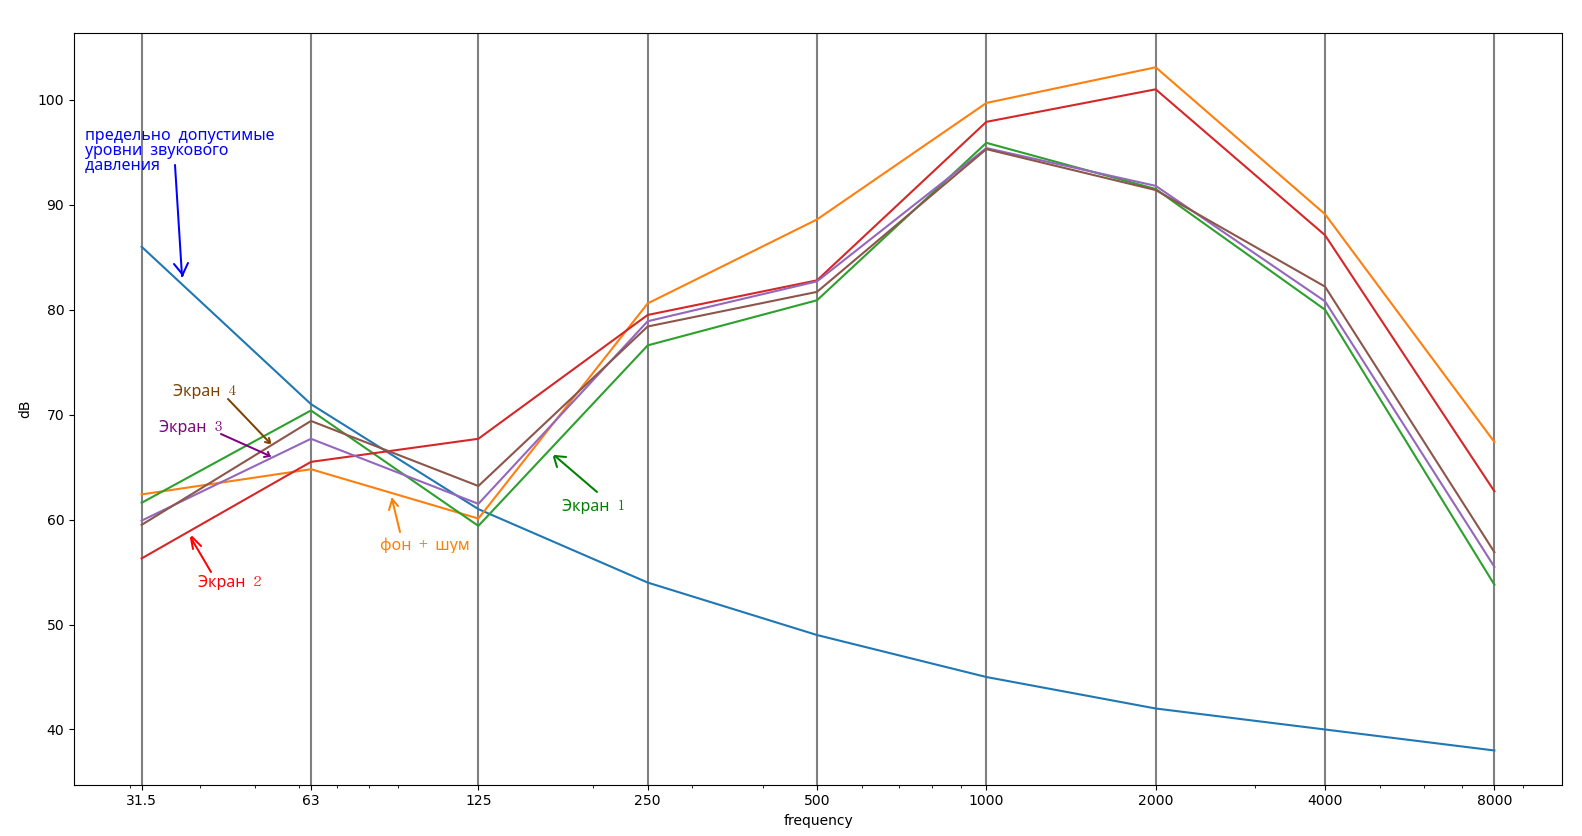 100
90
80
70
60
50
40
dB
предельно допустимые
уровни звукового
давления
Экран 4
Экран 3
Экран 1
фон + шум
Экран 2
31.5 63 125 250 500 1000 2000 4000 8000
frequency